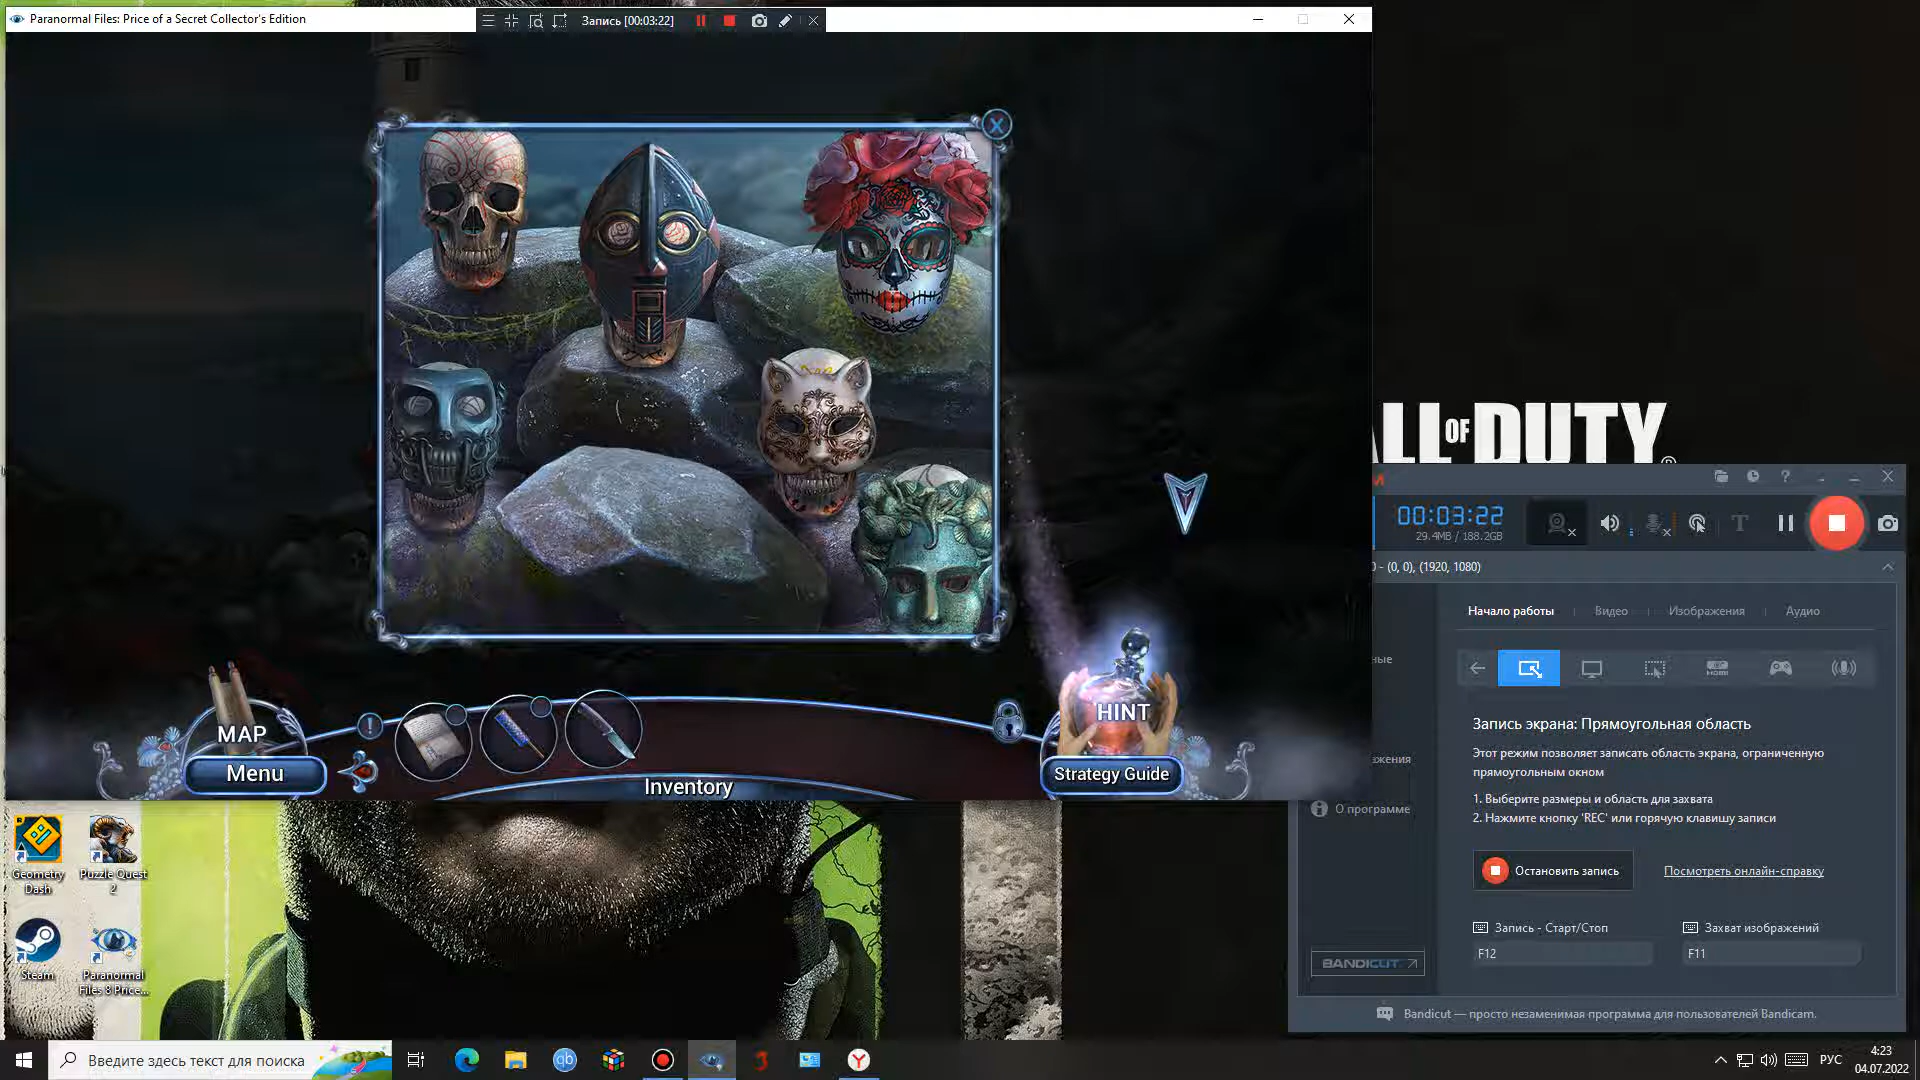 Paranormal Files: Price of a Secret Collector's Edition
Запись [00:03:22]
X
MAP
Menu
Inventory
HINT
Strategy Guide
ALL OF DUTY
®
00:03:22
29.4MB / 188.2GB
0 - (0, 0), (1920, 1080)
Начало работы
Видео
Изображения
Аудио
HDMI
Запись экрана: Прямоугольная область
Этот режим позволяет записать область экрана, ограниченную
прямоугольным окном
1. Выберите размеры и область для захвата
2. Нажмите кнопку 'REC' или горячую клавишу записи
О программе
Остановить запись
Посмотреть онлайн-справку
Запись - Старт/Стоп
Захват изображений
F12
F11
BANDICUT
Bandicut — просто незаменимая программа для пользователей Bandicam.
Geometry
Dash
Puzzle Quest
2
Steam
Paranormal
Files 8 Price...
Введите здесь текст для поиска
qb
РУС
4:23
04.07.2022